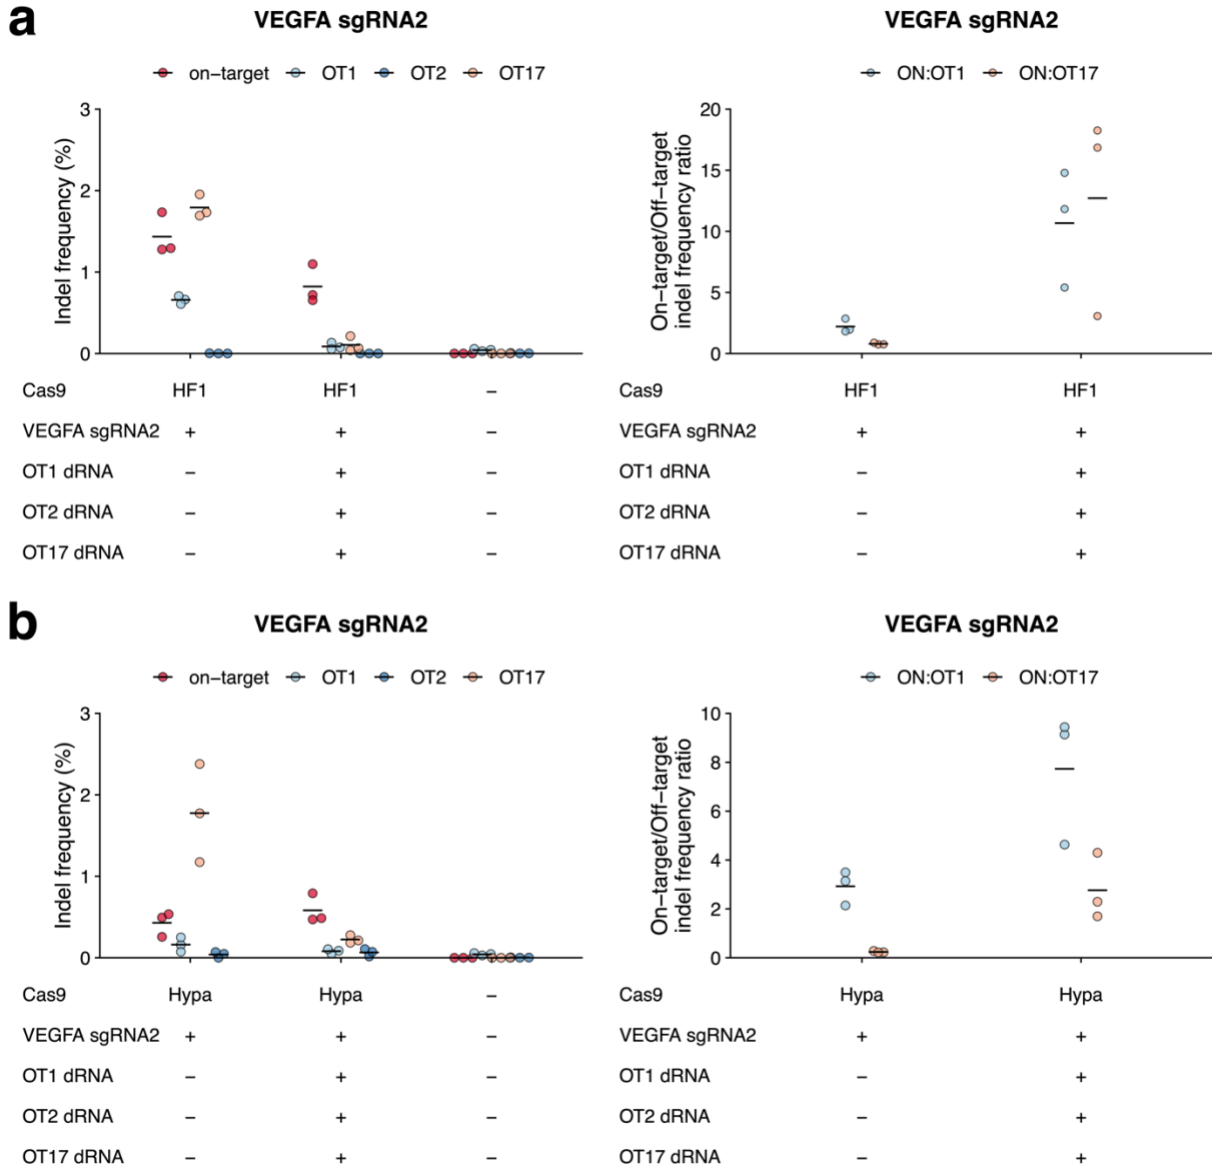 a
VEGFA sgRNA2
on−target OT1 OT2 OT17
3
2
1
0
Indel frequency (%)
Cas9 HF1 HF1 −
VEGFA sgRNA2 + + −
OT1 dRNA − + −
OT2 dRNA − + −
OT17 dRNA − + −
VEGFA sgRNA2
ON:OT1 ON:OT17
20
15
10
5
0
On−target/Off−target
indel frequency ratio
Cas9 HF1 HF1
VEGFA sgRNA2 + +
OT1 dRNA − +
OT2 dRNA − +
OT17 dRNA − +
b
VEGFA sgRNA2
on−target OT1 OT2 OT17
3
2
1
0
Indel frequency (%)
Cas9 Hypa Hypa −
VEGFA sgRNA2 + + −
OT1 dRNA − + −
OT2 dRNA − + −
OT17 dRNA − + −
VEGFA sgRNA2
ON:OT1 ON:OT17
10
8
6
4
2
0
On−target/Off−target
indel frequency ratio
Cas9 Hypa Hypa
VEGFA sgRNA2 + +
OT1 dRNA − +
OT2 dRNA − +
OT17 dRNA − +